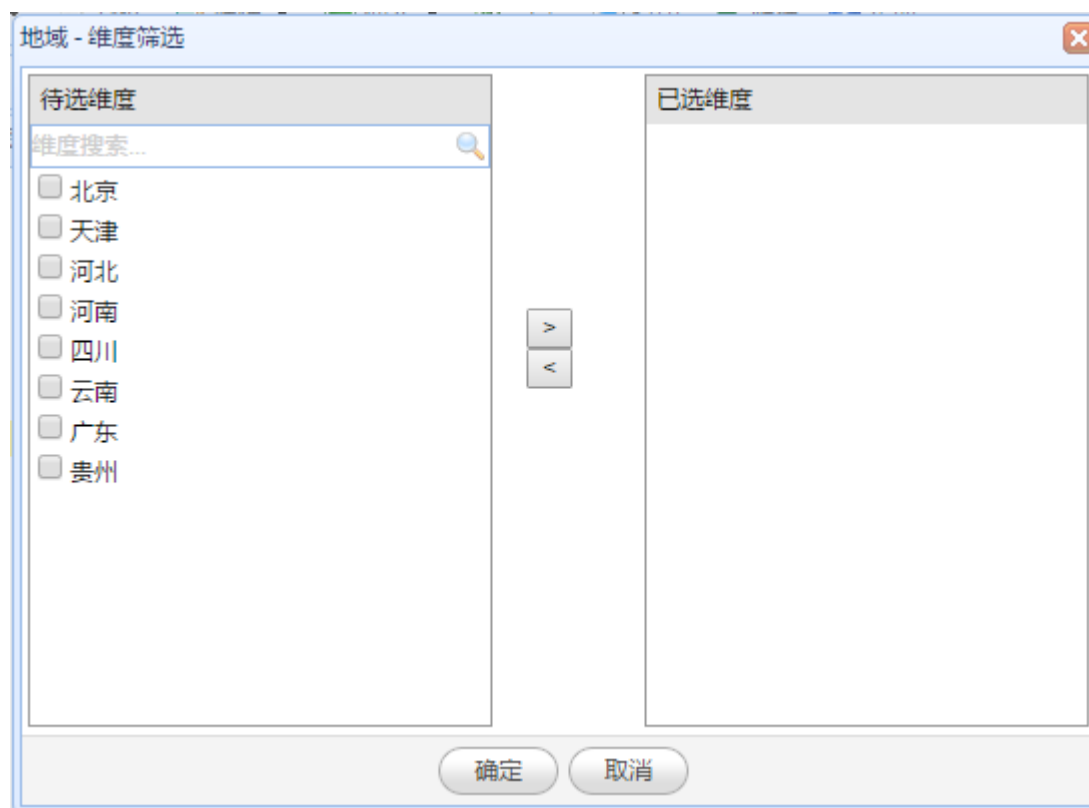 地域 - 维度筛选
待选维度
维度搜索...
北京
天津
河北
河南
四川
云南
广东
贵州
>
<
已选维度
确定
取消